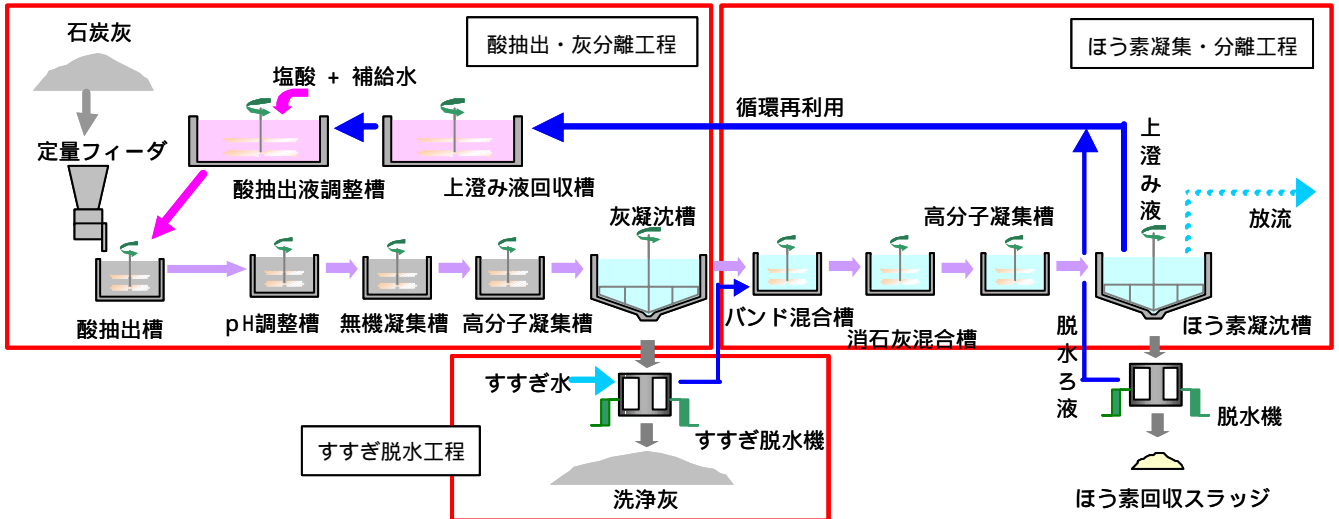 石炭灰
酸抽出・灰分離工程
ほう素凝集・分離工程
塩酸 + 補給水
循環再利用
定量フィーダ
上澄み液
酸抽出液調整槽
上澄み液回収槽
灰凝沈槽
高分子凝集槽
放流
酸抽出槽
pH調整槽
無機凝集槽
高分子凝集槽
バンド混合槽
消石灰混合槽
ほう素凝沈槽
脱水ろ液
すすぎ水
すすぎ脱水機
脱水機
すすぎ脱水工程
洗浄灰
ほう素回収スラッジ